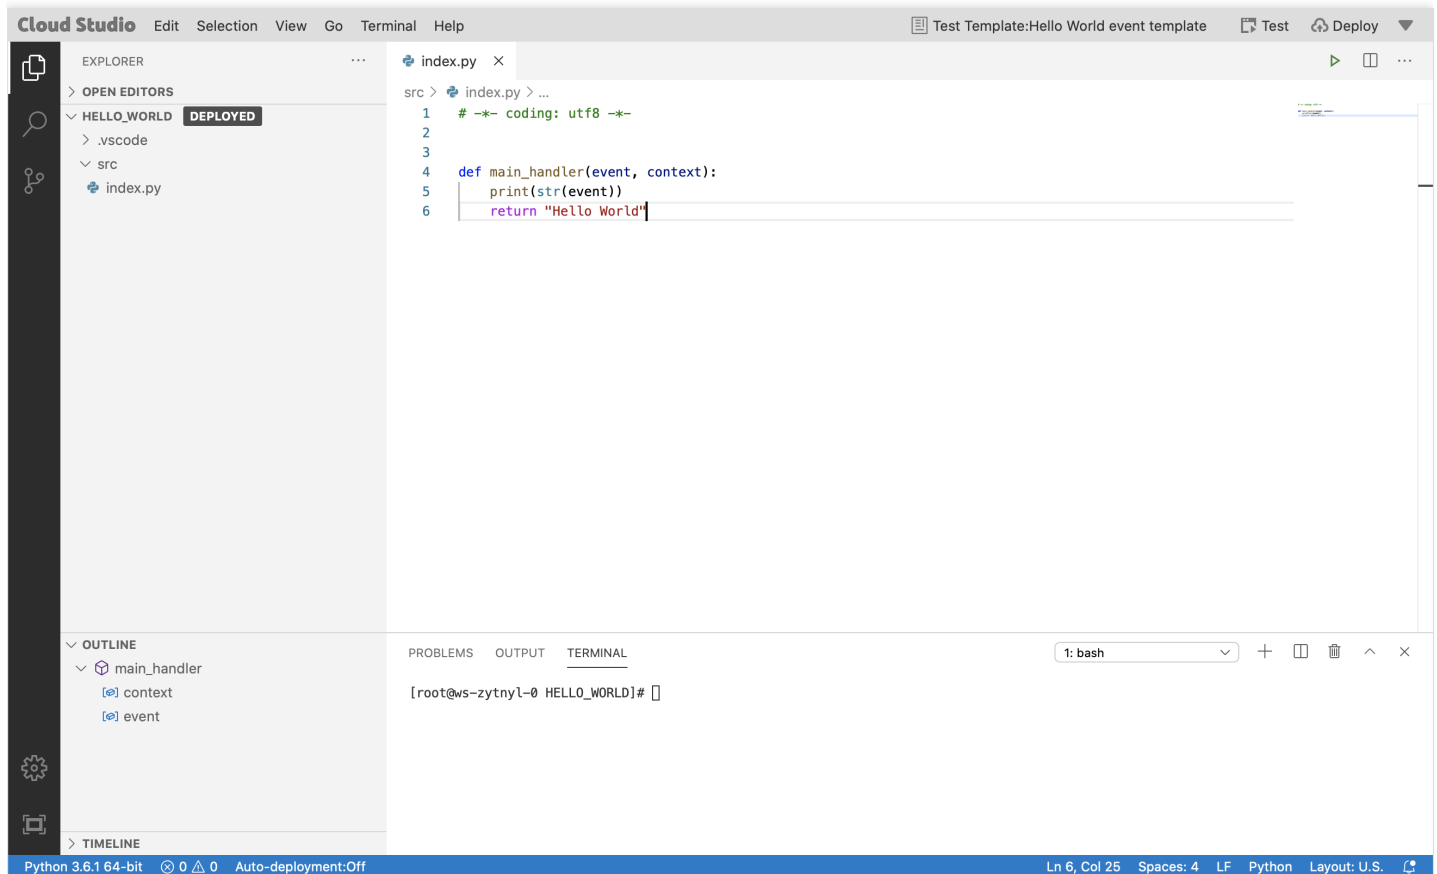 Cloud Studio Edit Selection View Go Terminal Help Test Template:Hello World event template Test Deploy
EXPLORER ···
OPEN EDITORS
HELLO_WORLD DEPLOYED
.vscode
src
index.py
OUTLINE
main_handler
context
event
TIMELINE
index.py
src > index.py > ...
1 # -*- coding: utf8 -*-
2
3
4 def main_handler(event, context):
5 print(str(event))
6 return "Hello World"
PROBLEMS OUTPUT TERMINAL 1: bash
[root@ws-zytnyl-0 HELLO_WORLD]#
Python 3.6.1 64-bit 0 0 Auto-deployment:Off Ln 6, Col 25 Spaces: 4 LF Python Layout: U.S.